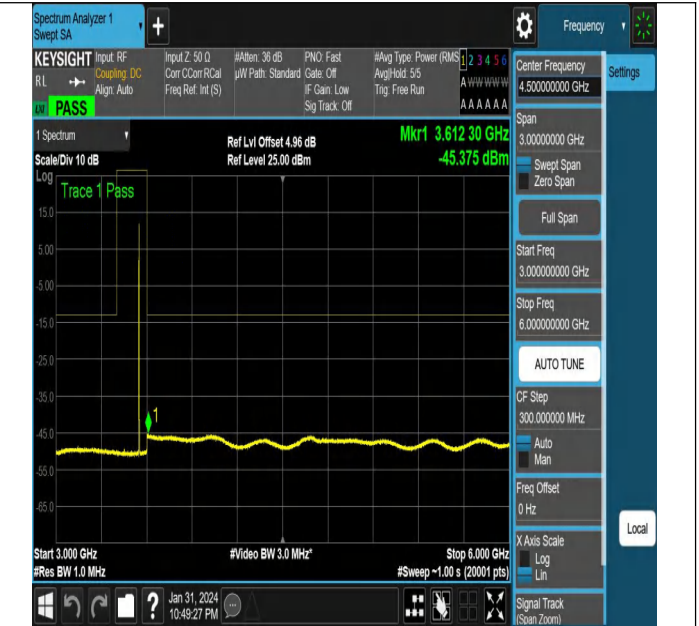 Spectrum Analyzer 1
Swept SA
Frequency
KEYSIGHT
RL
PASS
Input: RF
Coupling: DC
Align: Auto
Input Z: 50 Ω
Corr CCorr RCal
Freq Ref: Int (S)
#Atten: 36 dB
µW Path: Standard
PNO: Fast
Gate: Off
IF Gain: Low
Sig Track: Off
#Avg Type: Power (RMS
Avg|Hold: 5/5
Trig: Free Run
1 2 3 4 5 6
A W W W W W
A A A A A A
1 Spectrum
Scale/Div 10 dB
Ref Lvl Offset 4.96 dB
Ref Level 25.00 dBm
Mkr1 3.612 30 GHz
-45.375 dBm
Log
Trace 1 Pass
15.0
5.00
-5.00
-15.0
-25.0
-35.0
-45.0
-55.0
-65.0
1
Start 3.000 GHz
#Video BW 3.0 MHz*
Stop 6.000 GHz
#Res BW 1.0 MHz
#Sweep ~1.00 s (20001 pts)
Jan 31, 2024
10:49:27 PM
Center Frequency
4.500000000 GHz
Settings
Span
3.00000000 GHz
Swept Span
Zero Span
Full Span
Start Freq
3.000000000 GHz
Stop Freq
6.000000000 GHz
AUTO TUNE
CF Step
300.000000 MHz
Auto
Man
Freq Offset
0 Hz
X Axis Scale
Log
Lin
Local
Signal Track
(Span Zoom)